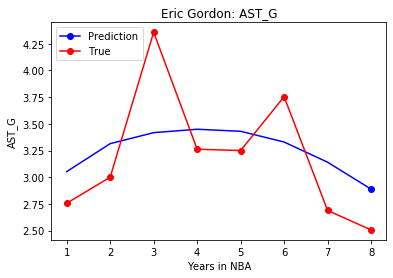 Eric Gordon: AST_G
Prediction
True
AST_G
4.25
4.00
3.75
3.50
3.25
3.00
2.75
2.50
1 2 3 4 5 6 7 8
Years in NBA